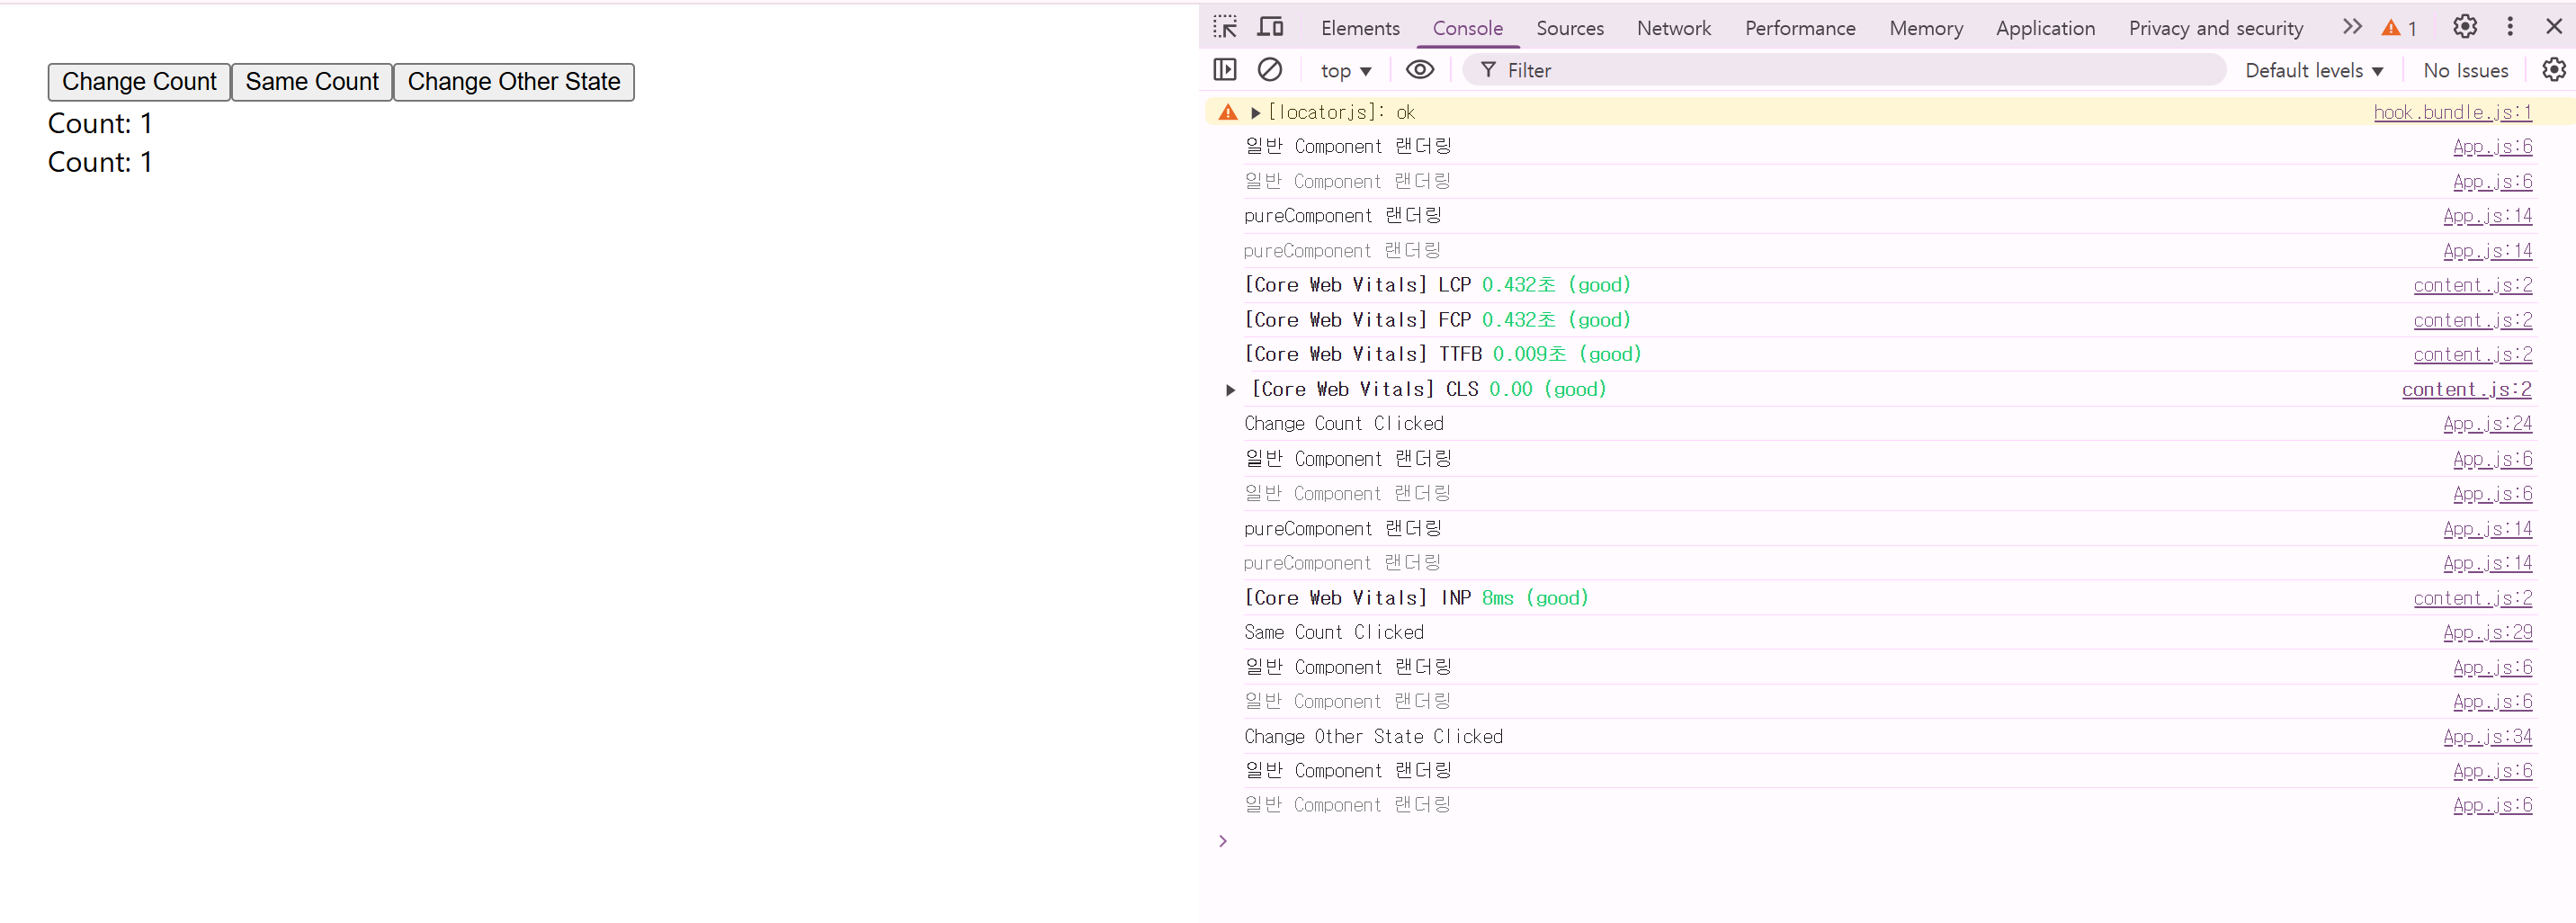 Change Count Same Count Change Other State
Count: 1
Count: 1
Elements Console Sources Network Performance Memory Application Privacy and security 1
top Filter Default levels No Issues
[locatorjs]: ok hook.bundle.js:1
일반 Component 랜더링 App.js:6
일반 Component 랜더링 App.js:6
pureComponent 랜더링 App.js:14
pureComponent 랜더링 App.js:14
[Core Web Vitals] LCP 0.432초 (good) content.js:2
[Core Web Vitals] FCP 0.432초 (good) content.js:2
[Core Web Vitals] TTFB 0.009초 (good) content.js:2
[Core Web Vitals] CLS 0.00 (good) content.js:2
Change Count Clicked App.js:24
일반 Component 랜더링 App.js:6
일반 Component 랜더링 App.js:6
pureComponent 랜더링 App.js:14
pureComponent 랜더링 App.js:14
[Core Web Vitals] INP 8ms (good) content.js:2
Same Count Clicked App.js:29
일반 Component 랜더링 App.js:6
일반 Component 랜더링 App.js:6
Change Other State Clicked App.js:34
일반 Component 랜더링 App.js:6
일반 Component 랜더링 App.js:6